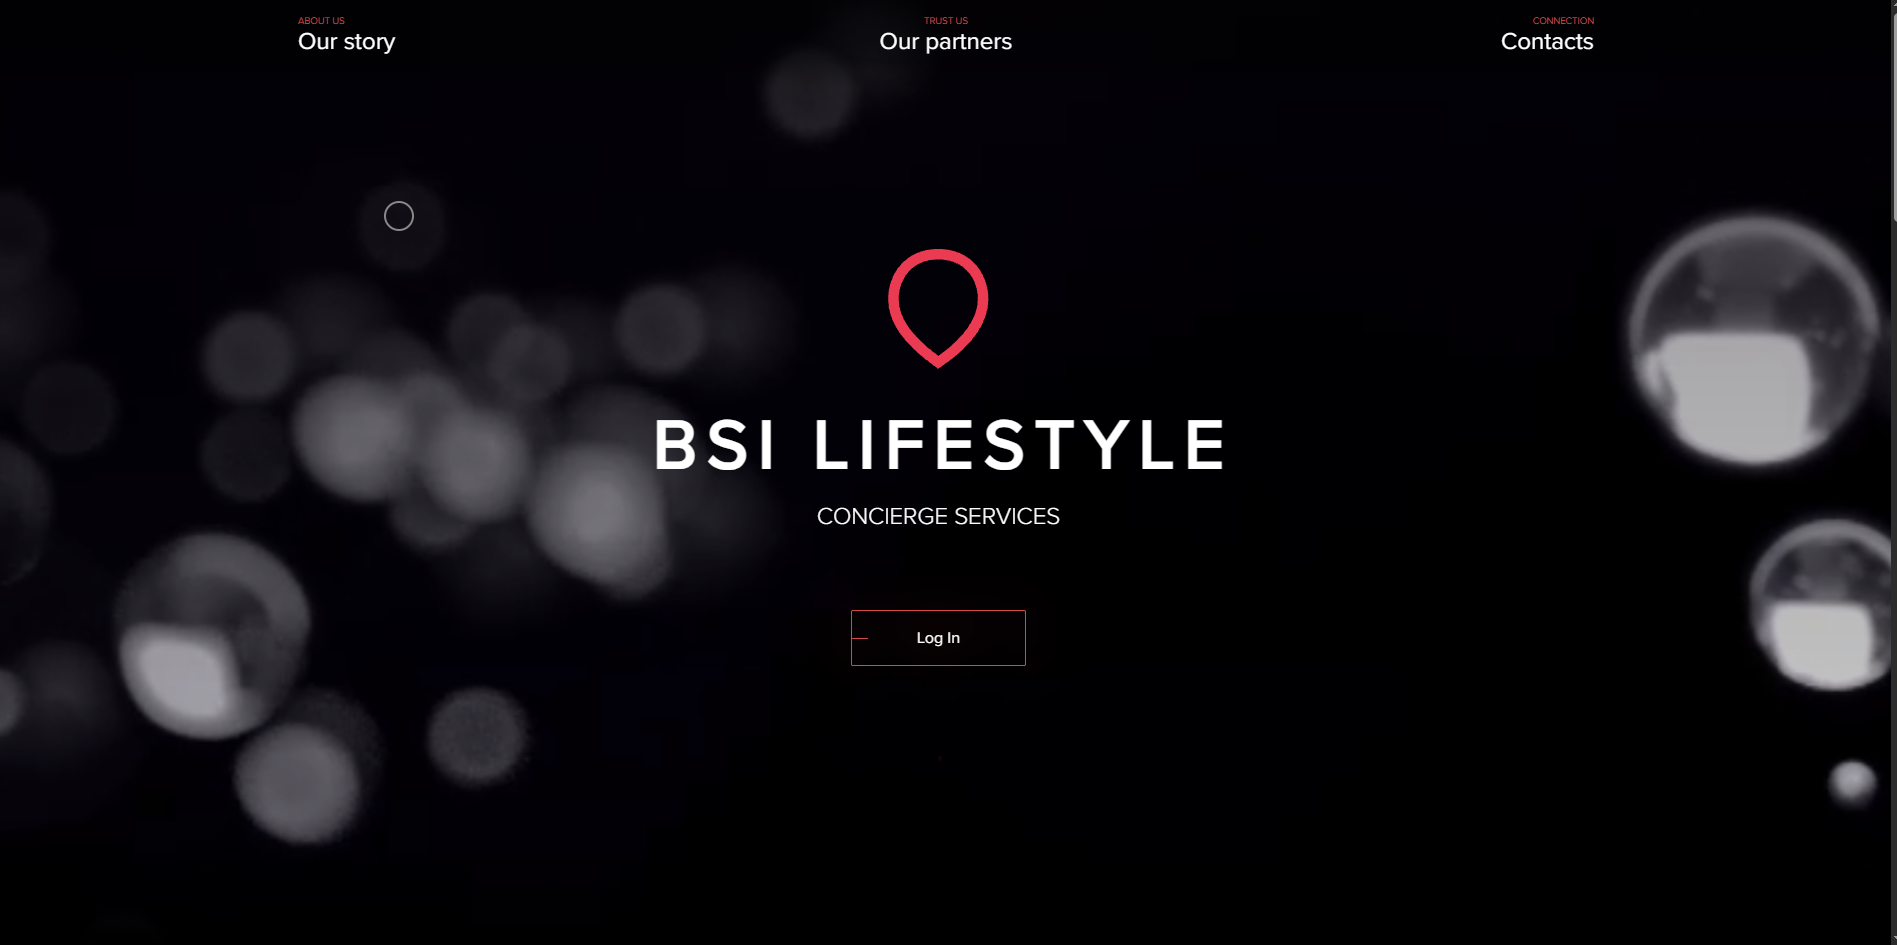 ABOUT US
Our story
TRUST US
Our partners
CONNECTION
Contacts
BSI LIFESTYLE
CONCIERGE SERVICES
Log In